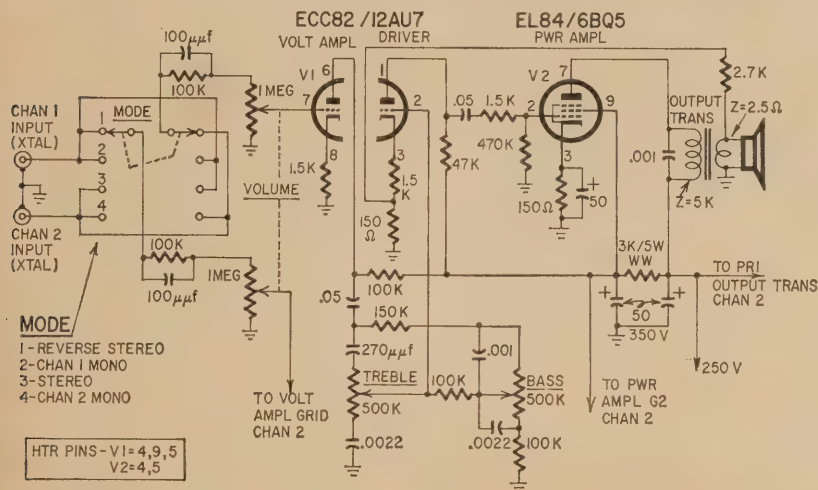 ECC82/12AU7
EL84/6BQ5
VOLT AMPL
DRIVER
PWR AMPL
100μμf
100K
1MEG
V1
6
7
8
1
2
3
V2
7
2
9
3
2.7K
Z=2.5Ω
OUTPUT
TRANS
.05
1.5K
470K
47K
.001
Z=5K
CHAN 1
INPUT
(XTAL)
MODE
1
2
3
4
CHAN 2
INPUT
(XTAL)
VOLUME
1.5K
1.5
K
150
Ω
150Ω
+
50
3K/5W
WW
100K
100μμf
1MEG
100K
TO PRI
OUTPUT TRANS
CHAN 2
+
+
50
350V
250V
.05
150K
270μμf
.001
TREBLE
500K
100K
BASS
500K
.0022
.0022
100K
TO VOLT
AMPL GRID
CHAN 2
TO PWR
AMPL G2
CHAN 2
MODE
1-REVERSE STEREO
2-CHAN 1 MONO
3-STEREO
4-CHAN 2 MONO
HTR PINS-V1=4,9,5
V2=4,5